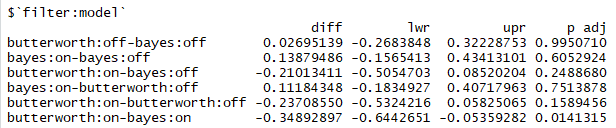 $`filter:model`
diff lwr upr p adj
butterworth:off-bayes:off 0.02695139 -0.2683848 0.32228753 0.9950710
bayes:on-bayes:off 0.13879486 -0.1565413 0.43413101 0.6052924
butterworth:on-bayes:off -0.21013411 -0.5054703 0.08520204 0.2488680
bayes:on-butterworth:off 0.11184348 -0.1834927 0.40717963 0.7513878
butterworth:on-butterworth:off -0.23708550 -0.5324216 0.05825065 0.1589456
butterworth:on-bayes:on -0.34892897 -0.6442651 -0.05359282 0.0141315